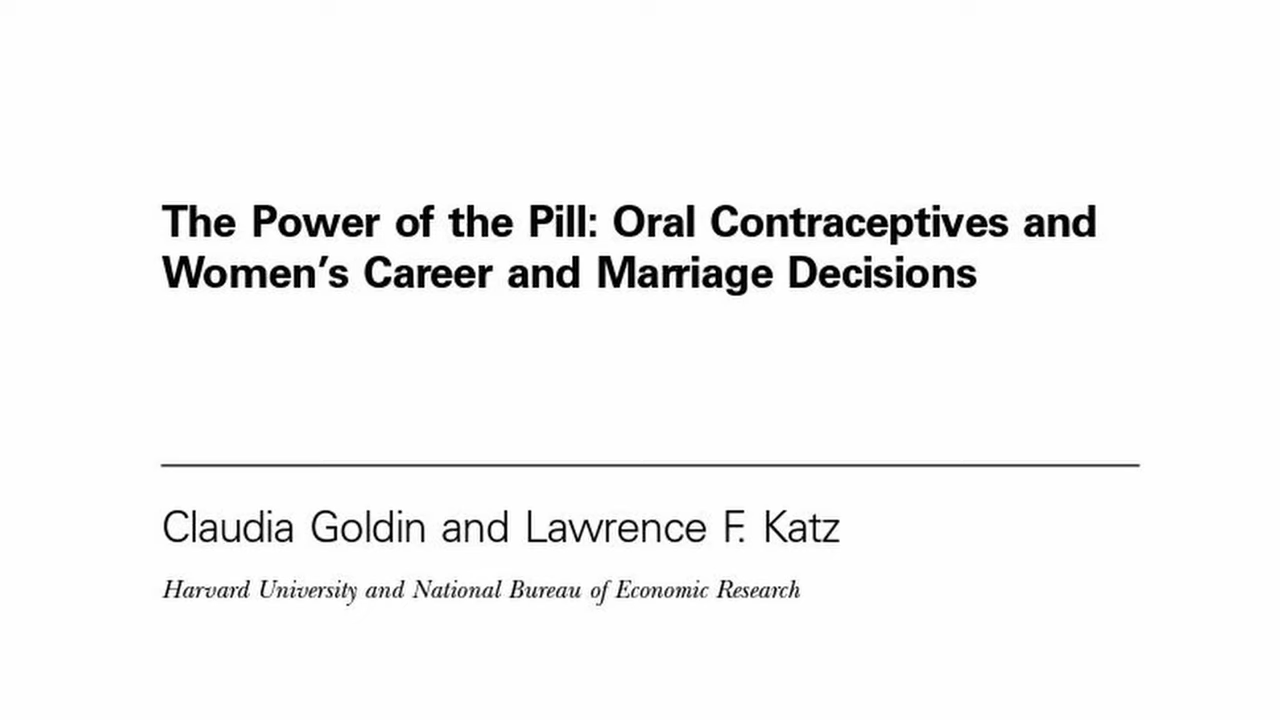 The Power of the Pill: Oral Contraceptives and
Women’s Career and Marriage Decisions
Claudia Goldin and Lawrence F. Katz
Harvard University and National Bureau of Economic Research